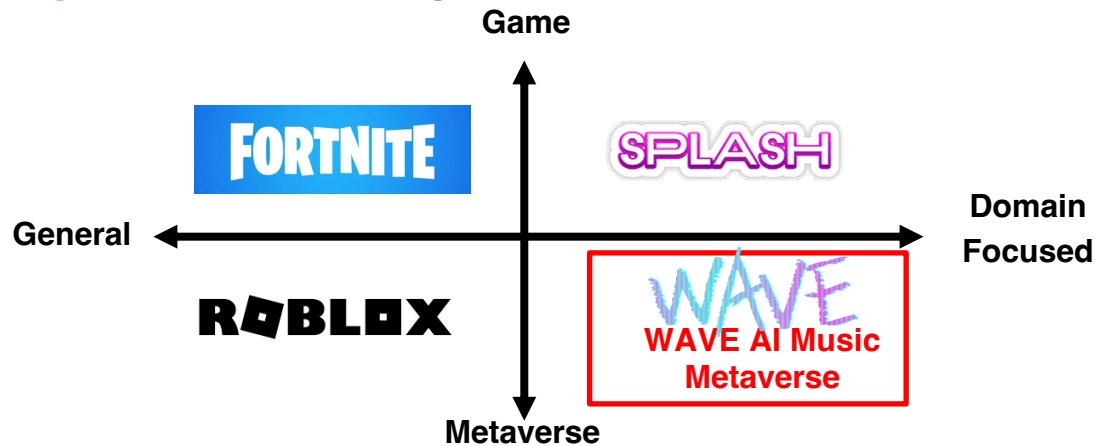 Game
FORTNITE
SPLASH
General
Domain
Focused
ROBLOX
WAVE
WAVE AI Music
Metaverse
Metaverse